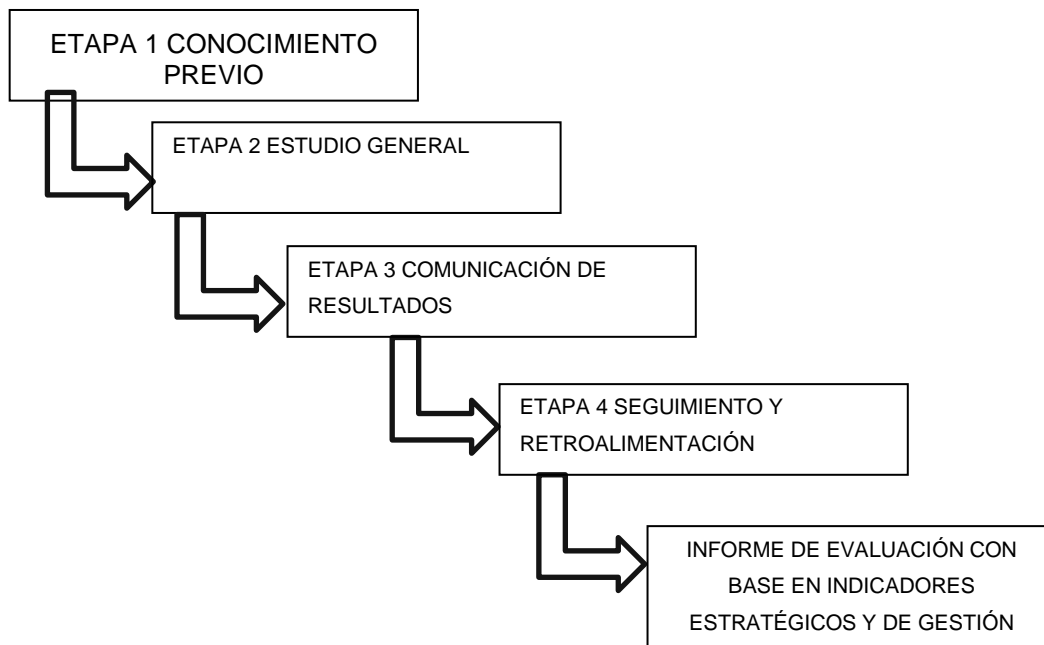 ETAPA 1 CONOCIMIENTO
PREVIO
ETAPA 2 ESTUDIO GENERAL
ETAPA 3 COMUNICACIÓN DE
RESULTADOS
ETAPA 4 SEGUIMIENTO Y
RETROALIMENTACIÓN
INFORME DE EVALUACIÓN CON
BASE EN INDICADORES
ESTRATÉGICOS Y DE GESTIÓN